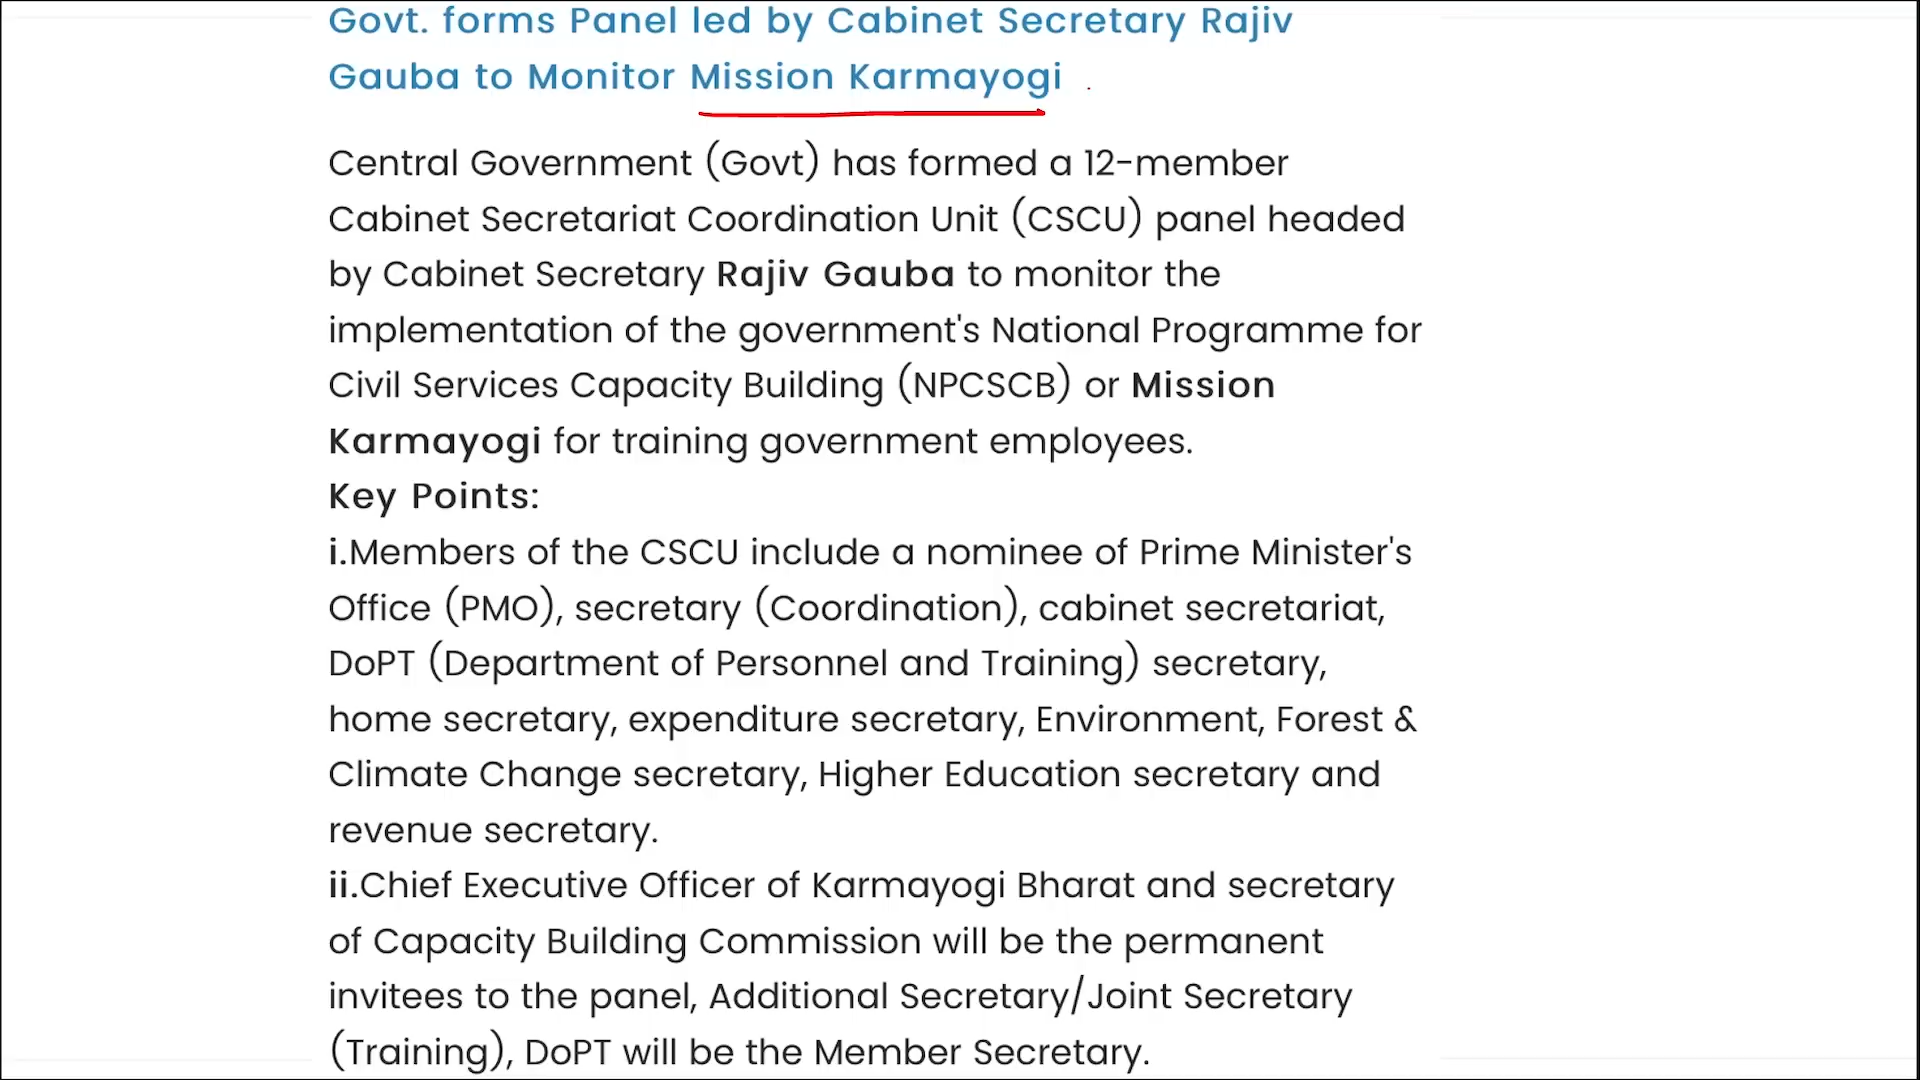 Govt. forms Panel led by Cabinet Secretary Rajiv
Gauba to Monitor Mission Karmayogi
Central Government (Govt) has formed a 12-member
Cabinet Secretariat Coordination Unit (CSCU) panel headed
by Cabinet Secretary Rajiv Gauba to monitor the
implementation of the government's National Programme for
Civil Services Capacity Building (NPCSCB) or Mission
Karmayogi for training government employees.
Key Points:
i.Members of the CSCU include a nominee of Prime Minister's
Office (PMO), secretary (Coordination), cabinet secretariat,
DoPT (Department of Personnel and Training) secretary,
home secretary, expenditure secretary, Environment, Forest &
Climate Change secretary, Higher Education secretary and
revenue secretary.
ii.Chief Executive Officer of Karmayogi Bharat and secretary
of Capacity Building Commission will be the permanent
invitees to the panel, Additional Secretary/Joint Secretary
(Training), DoPT will be the Member Secretary.